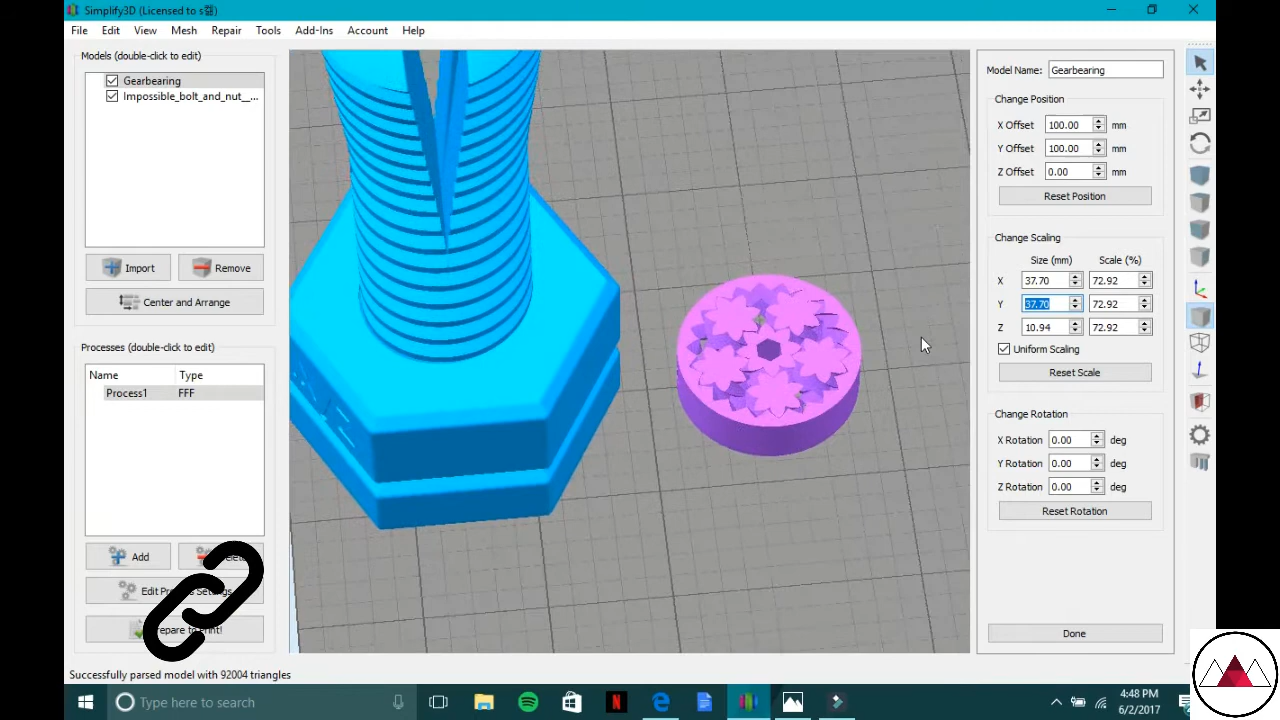 Simplify3D (Licensed to s캡)
File Edit View Mesh Repair Tools Add-Ins Account Help
Models (double-click to edit)
Gearbearing
Impossible_bolt_and_nut__...
Import Remove
Center and Arrange
Processes (double-click to edit)
Name Type
Process1 FFF
Add
Edit
Print!
Successfully parsed model with 92004 triangles
Model Name: Gearbearing
Change Position
X Offset 100.00 mm
Y Offset 100.00 mm
Z Offset 0.00 mm
Reset Position
Change Scaling
Size (mm) Scale (%)
X 37.70 72.92
Y 37.70 72.92
Z 10.94 72.92
Uniform Scaling
Reset Scale
Change Rotation
X Rotation 0.00 deg
Y Rotation 0.00 deg
Z Rotation 0.00 deg
Reset Rotation
Done
Type here to search
4:48 PM
6/2/2017